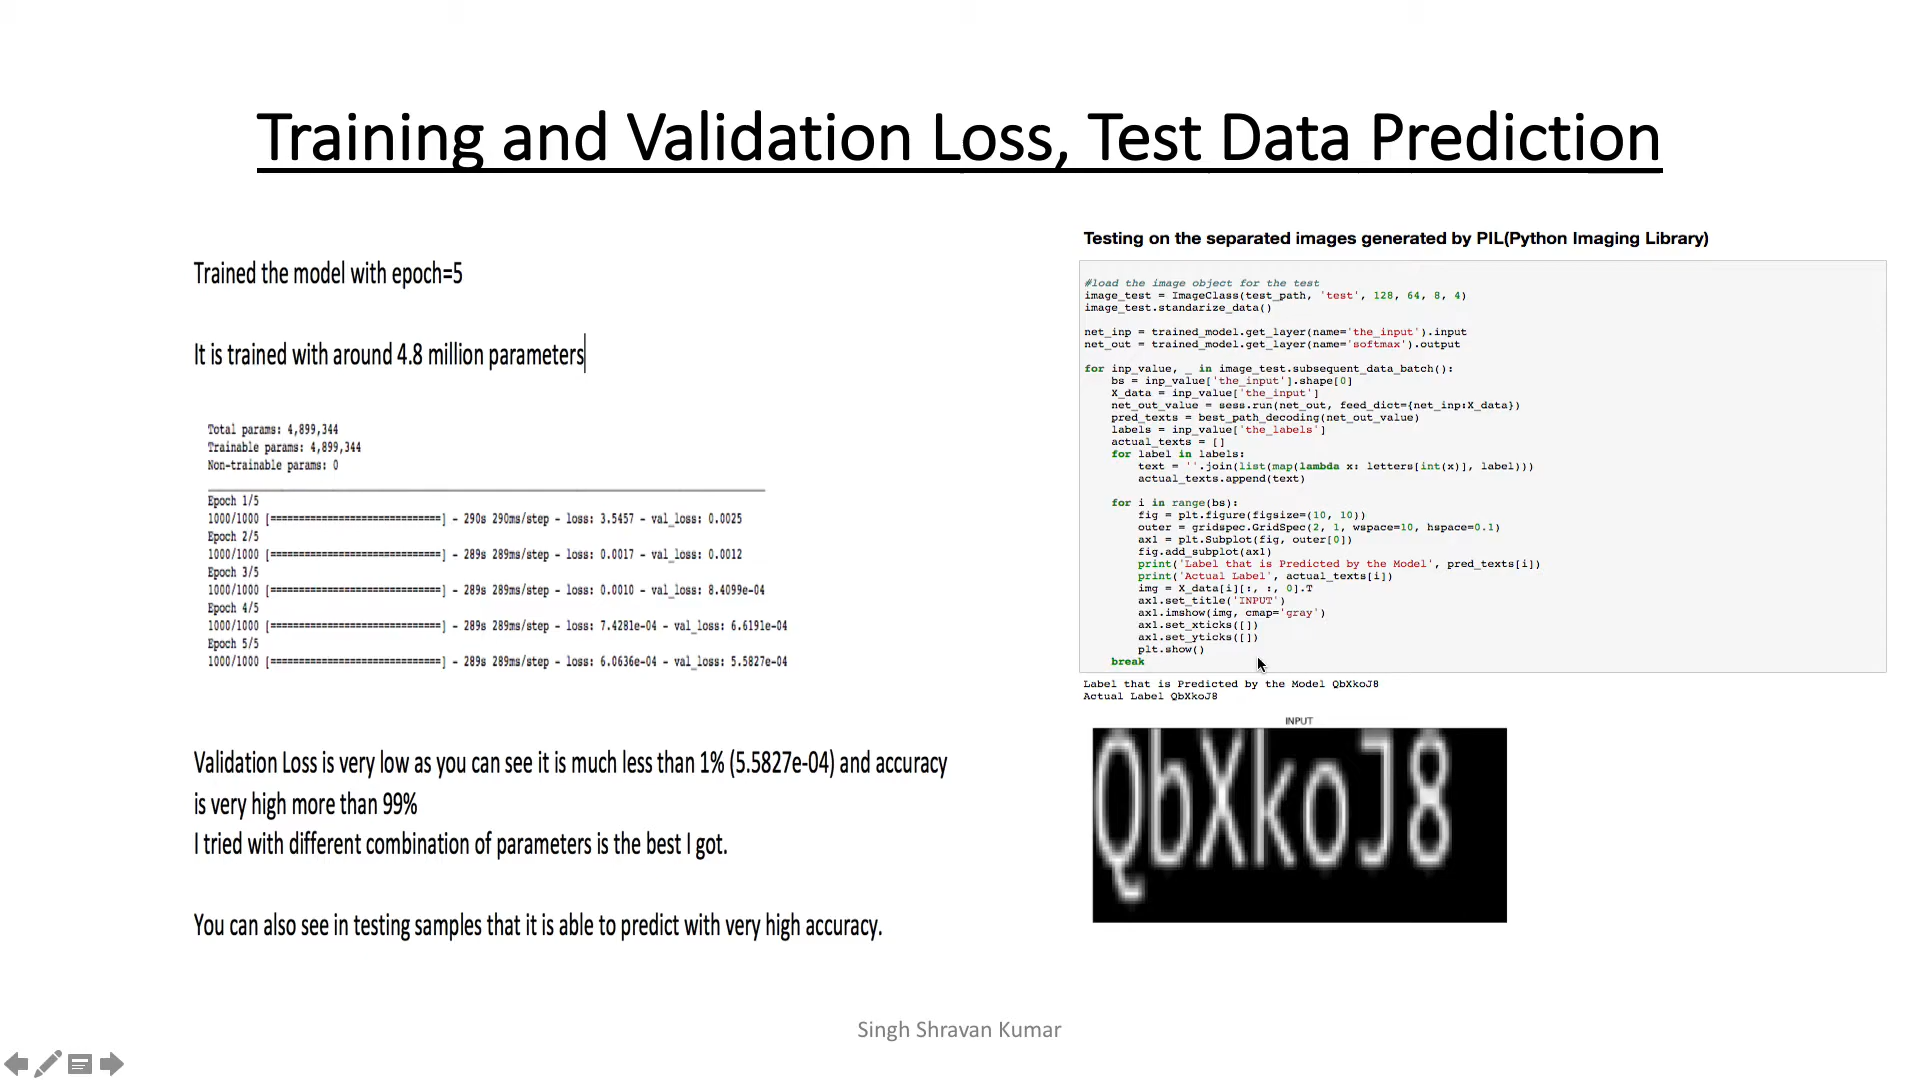 Training and Validation Loss, Test Data Prediction
Trained the model with epoch=5
It is trained with around 4.8 million parameters
Total params: 4,899,344
Trainable params: 4,899,344
Non-trainable params: 0
Epoch 1/5
1000/1000 [==============================] - 290s 290ms/step - loss: 3.5457 - val_loss: 0.0025
Epoch 2/5
1000/1000 [==============================] - 289s 289ms/step - loss: 0.0017 - val_loss: 0.0012
Epoch 3/5
1000/1000 [==============================] - 289s 289ms/step - loss: 0.0010 - val_loss: 8.4099e-04
Epoch 4/5
1000/1000 [==============================] - 289s 289ms/step - loss: 7.4281e-04 - val_loss: 6.6191e-04
Epoch 5/5
1000/1000 [==============================] - 289s 289ms/step - loss: 6.0636e-04 - val_loss: 5.5827e-04
Validation Loss is very low as you can see it is much less than 1% (5.5827e-04) and accuracy
is very high more than 99%
I tried with different combination of parameters is the best I got.
You can also see in testing samples that it is able to predict with very high accuracy.
Testing on the separated images generated by PIL(Python Imaging Library)
#load the image object for the test
image_test = ImageClass(test_path, 'test', 128, 64, 8, 4)
image_test.standarize_data()
net_inp = trained_model.get_layer(name='the_input').input
net_out = trained_model.get_layer(name='softmax').output
for inp_value, _ in image_test.subsequent_data_batch():
    bs = inp_value['the_input'].shape[0]
    X_data = inp_value['the_input']
    net_out_value = sess.run(net_out, feed_dict={net_inp:X_data})
    pred_texts = best_path_decoding(net_out_value)
    labels = inp_value['the_labels']
    actual_texts = []
    for label in labels:
        text = ''.join(list(map(lambda x: letters[int(x)], label)))
        actual_texts.append(text)
    for i in range(bs):
        fig = plt.figure(figsize=(10, 10))
        outer = gridspec.GridSpec(2, 1, wspace=10, hspace=0.1)
        ax1 = plt.Subplot(fig, outer[0])
        fig.add_subplot(ax1)
        print('Label that is Predicted by the Model', pred_texts[i])
        print('Actual Label', actual_texts[i])
        img = X_data[i][:, :, 0].T
        ax1.set_title('INPUT')
        ax1.imshow(img, cmap='gray')
        ax1.set_xticks([])
        ax1.set_yticks([])
        plt.show()
    break
Label that is Predicted by the Model QbXkoJ8
Actual Label QbXkoJ8
INPUT
QbXkoJ8
Singh Shravan Kumar